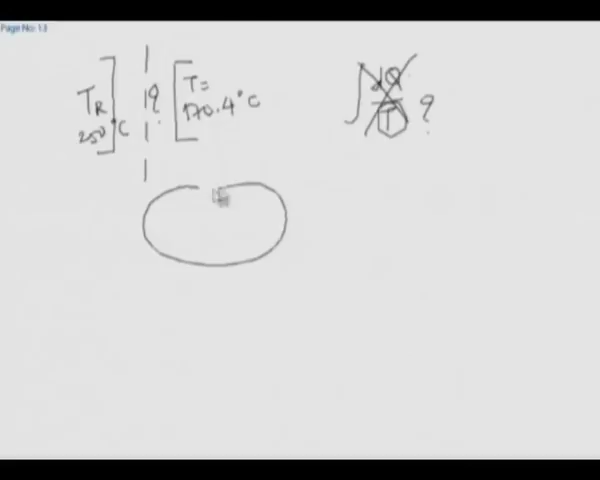 Page No: 13
T_R
250°C
q
T =
170.4°C
∫ dQ / T ?